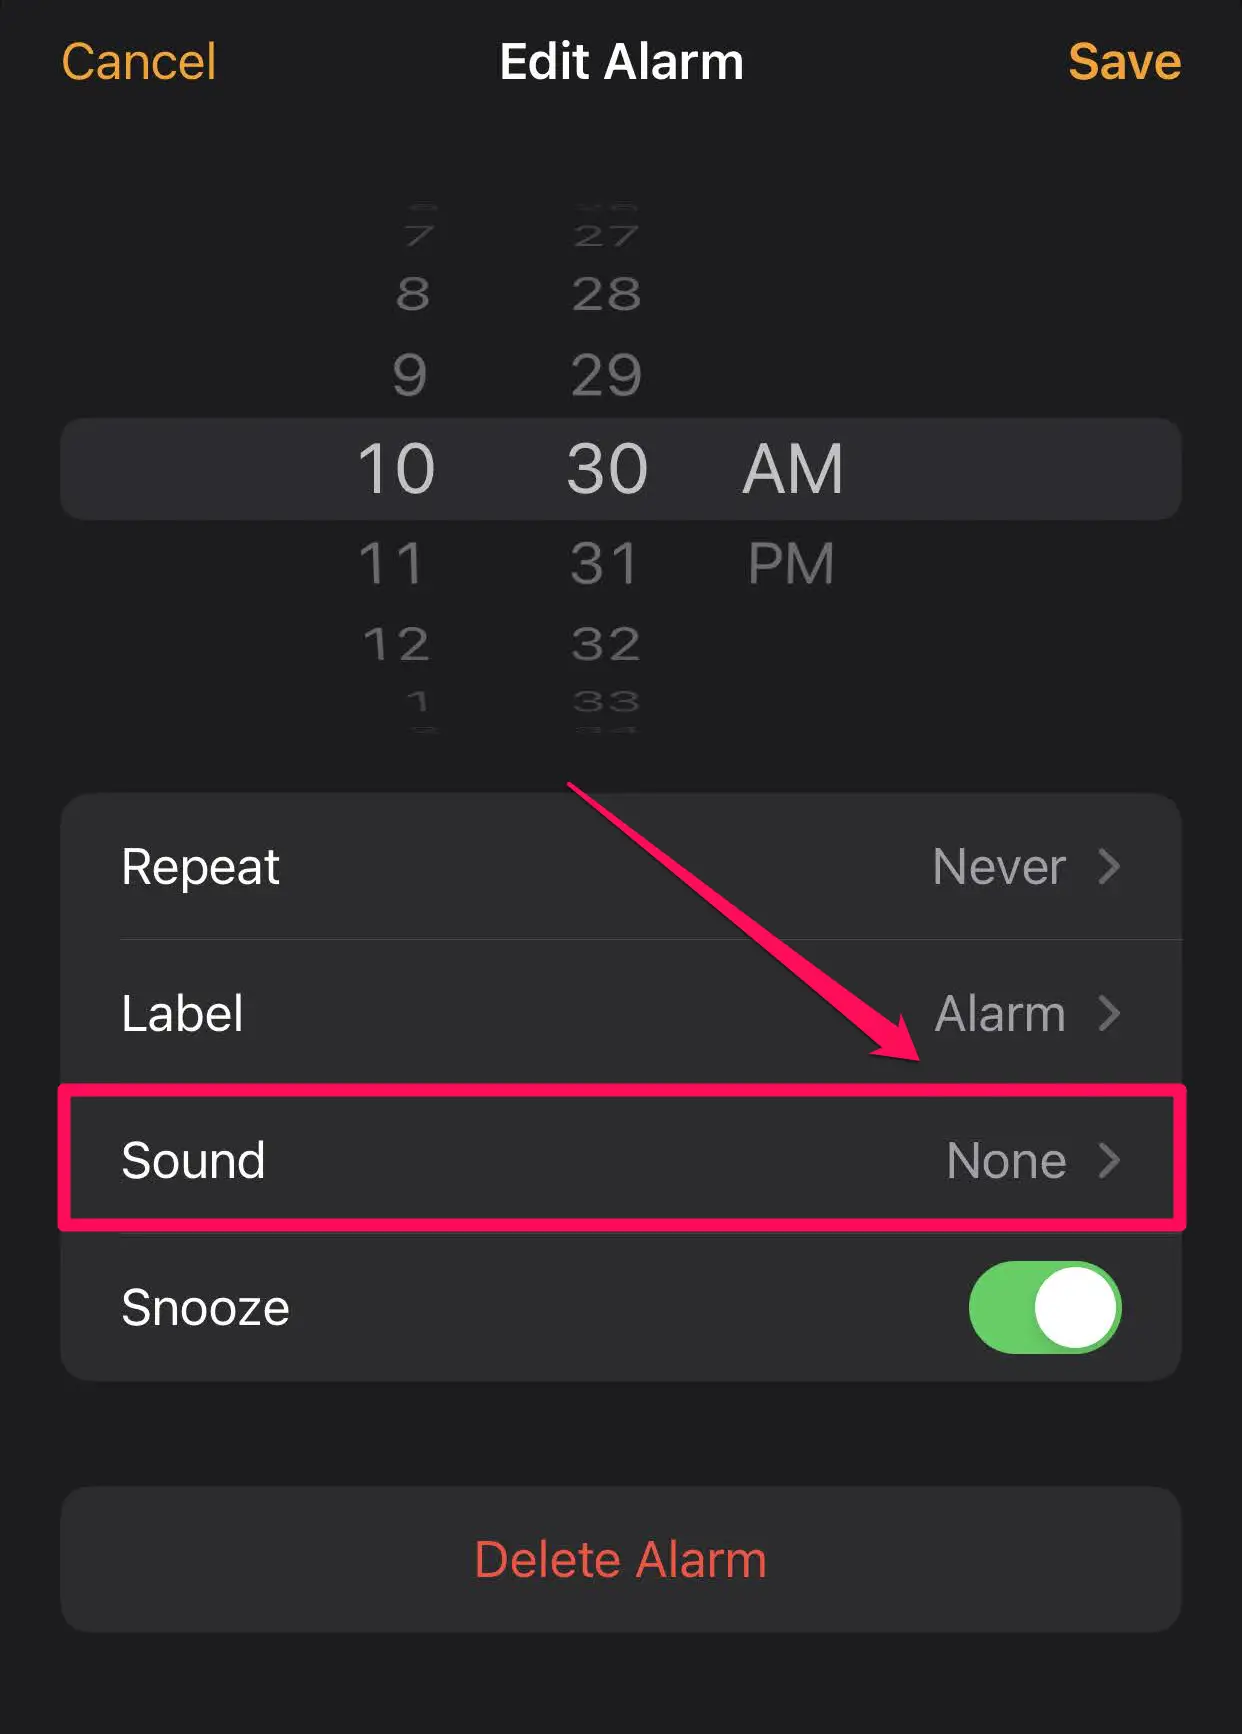 Cancel Edit Alarm Save
7 27
8 28
9 29
10 30 AM
11 31 PM
12 32
1 33
Repeat Never
Label Alarm
Sound None
Snooze
Delete Alarm